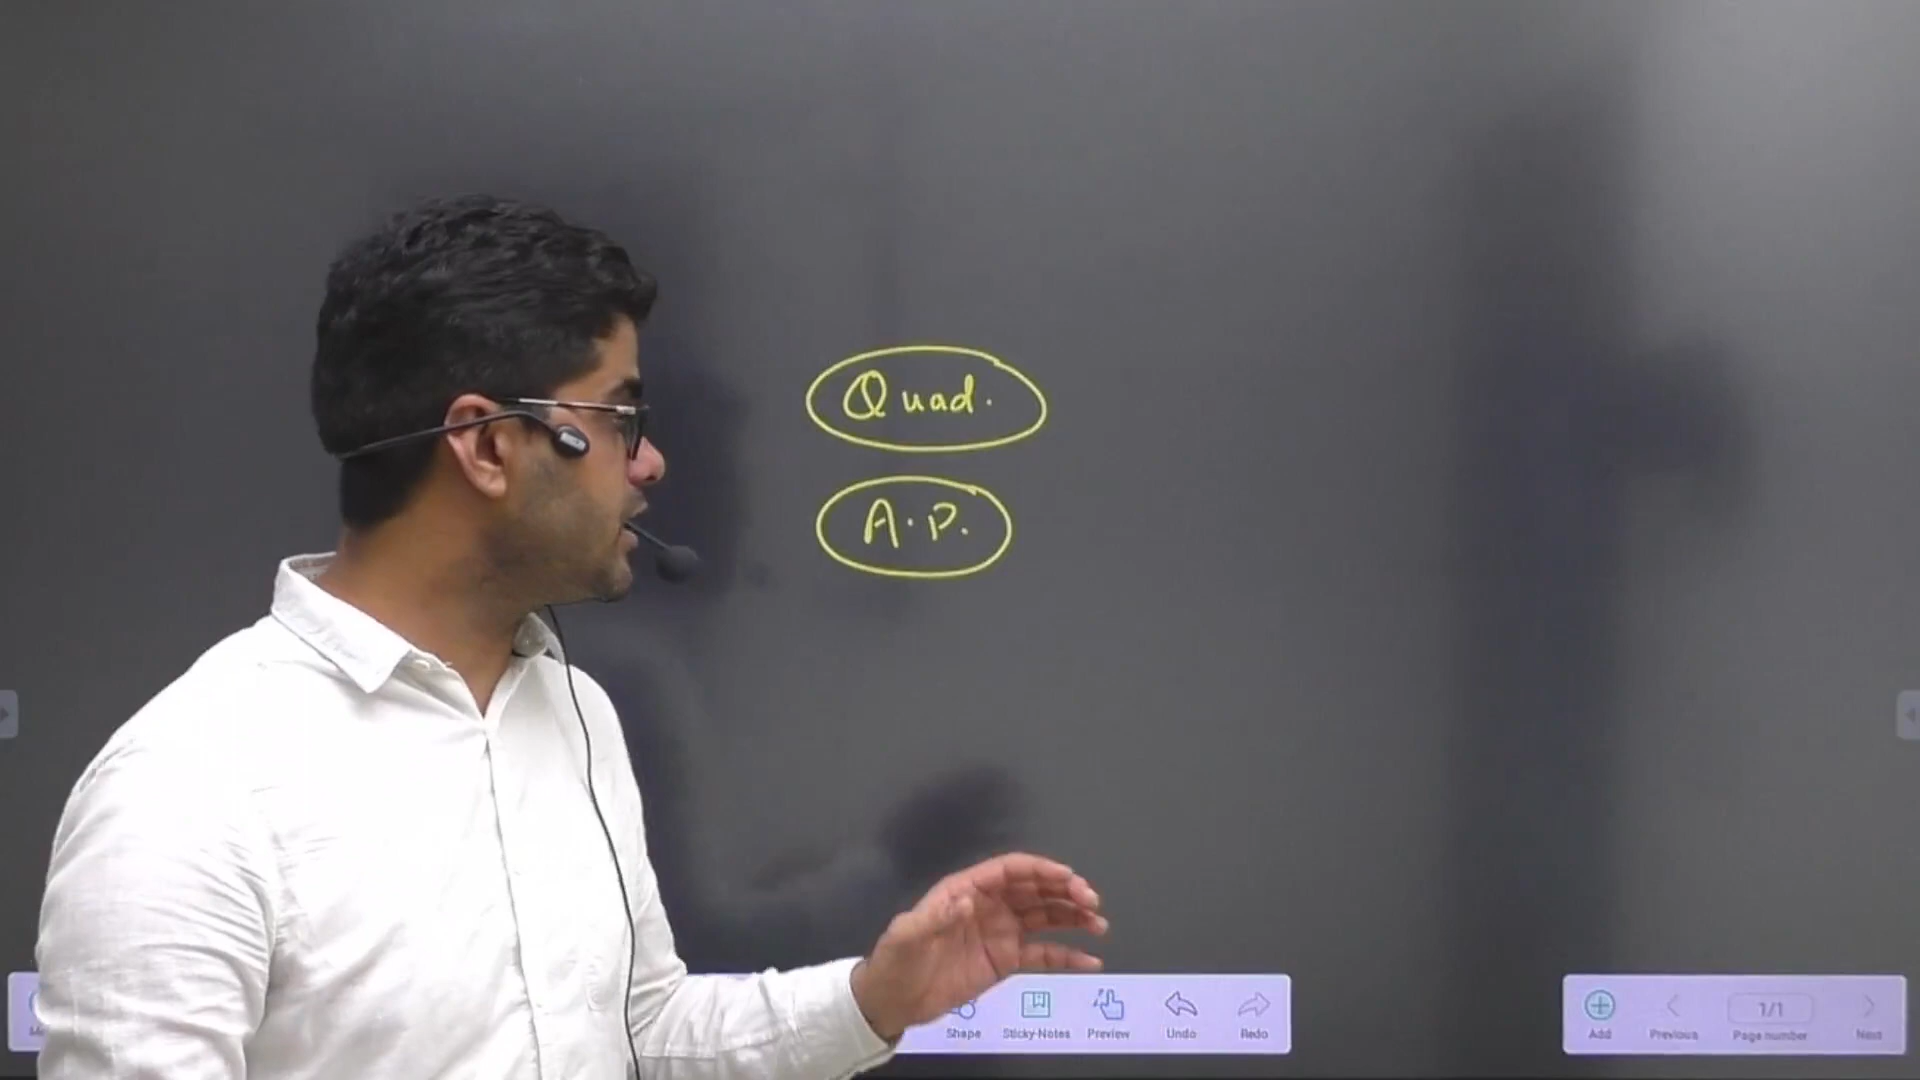 Quad.
A.P.
Shape Sticky-Notes Preview Undo Redo
Add Previous 1/1 Page number Next